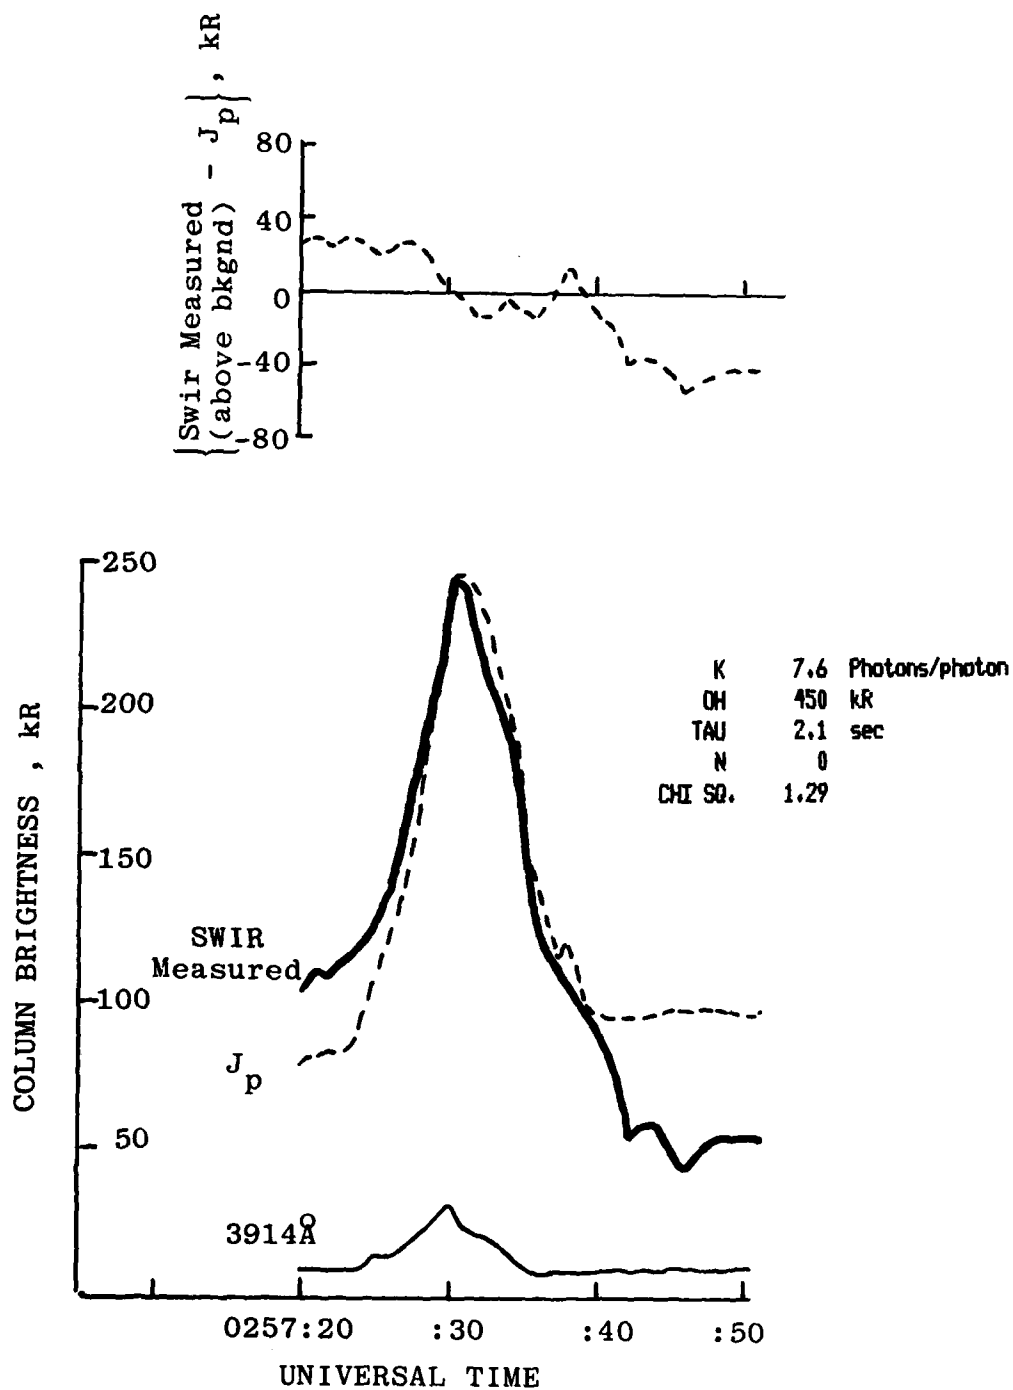 {Swir Measured - Jp}, kR
(above bkgnd)
80
40
0
-40
-80
COLUMN BRIGHTNESS , kR
250
200
150
100
50
K 7.6 Photons/photon
OH 450 kR
TAU 2.1 sec
N 0
CHI SQ. 1.29
SWIR
Measured
Jp
3914Å
0257:20 :30 :40 :50
UNIVERSAL TIME